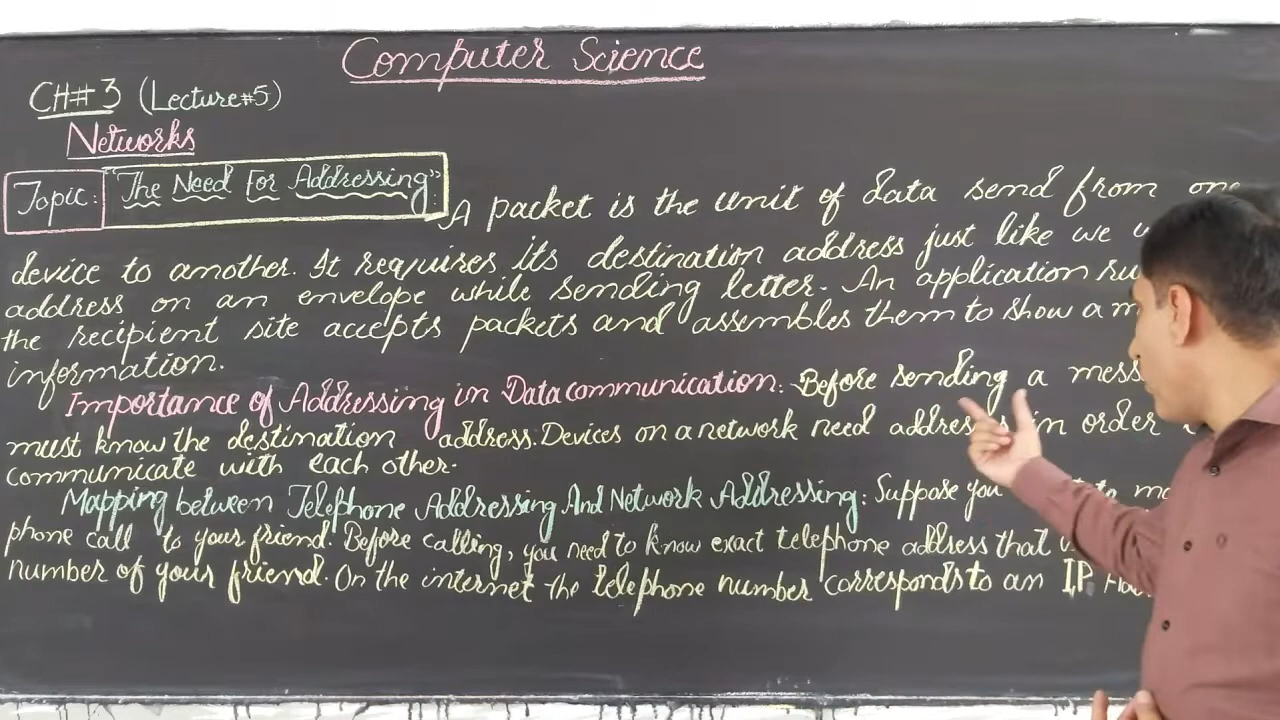 Computer Science
CH# 3 (Lecture#5)
Networks
Topic: "The Need For Addressing"
A packet is the unit of data send from one
device to another. It requires its destination address just like we
address on an envelope while sending letter. An application
the recipient site accepts packets and assembles them to show a
information.
Importance of Addressing in Data communication: Before sending a
must know the destination address. Devices on a network need address in order
communicate with each other.
Mapping between Telephone Addressing And Network Addressing: Suppose you
phone call to your friend. Before calling, you need to know exact telephone address that
number of your friend. On the internet the telephone number corresponds to an IP